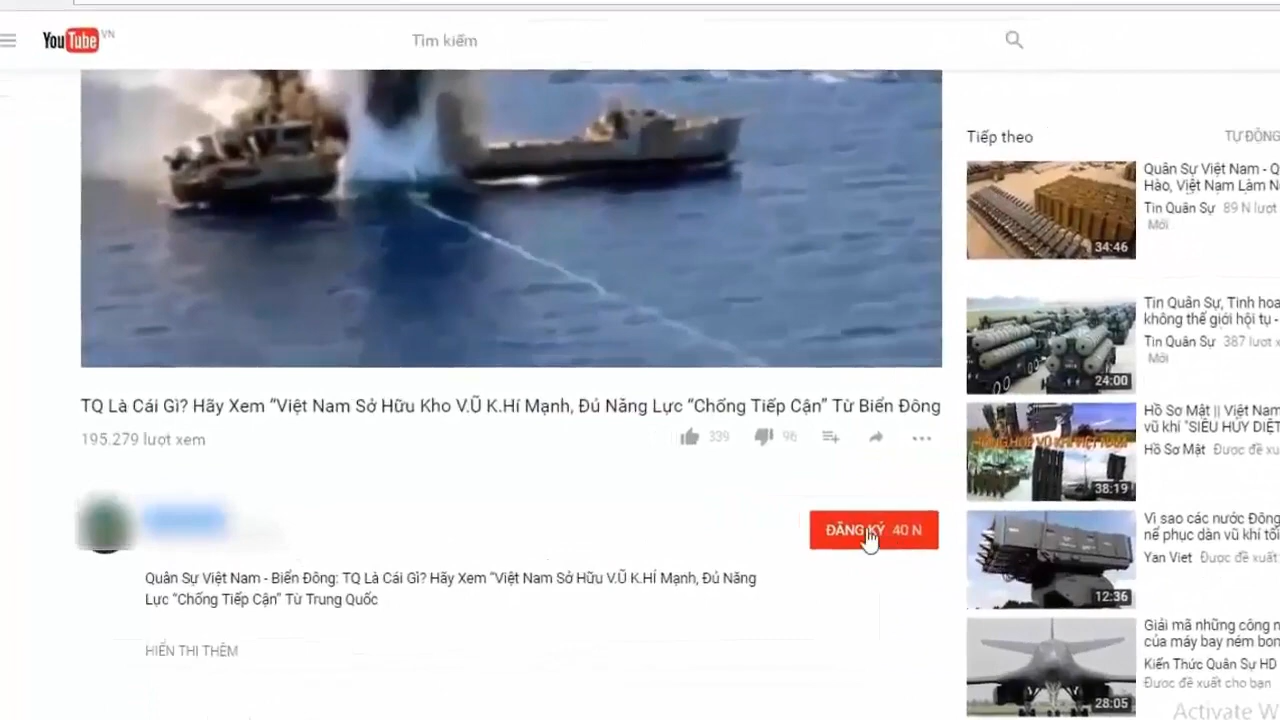 YouTube VN
Tìm kiếm
TQ Là Cái Gì? Hãy Xem “Việt Nam Sở Hữu Kho V.Ũ K.Hí Mạnh, Đủ Năng Lực “Chống Tiếp Cận” Từ Biển Đông
195.279 lượt xem
339
96
ĐĂNG KÝ 40 N
Quân Sự Việt Nam - Biển Đông: TQ Là Cái Gì? Hãy Xem “Việt Nam Sở Hữu V.Ũ K.HÍ Mạnh, Đủ Năng
Lực “Chống Tiếp Cận” Từ Trung Quốc
HIỂN THỊ THÊM
Tiếp theo
TỰ ĐỘNG
34:46
Quân Sự Việt Nam - Q
Hào, Việt Nam Làm N
Tin Quân Sự 89 N lượt
Mới
24:00
Tin Quân Sự, Tinh hoa
không thế giới hội tụ -
Tin Quân Sự 387 lượt x
Mới
38:19
Hồ Sơ Mật || Việt Nam
vũ khí "SIÊU HỦY DIỆT
Hồ Sơ Mật Được đề xu
12:36
Vì sao các nước Đông
nể phục dàn vũ khí tối
Yan Viet Được đề xuất
28:05
Giải mã những công n
của máy bay ném bon
Kiến Thức Quân Sự HD
Được đề xuất cho bạn
Activate W